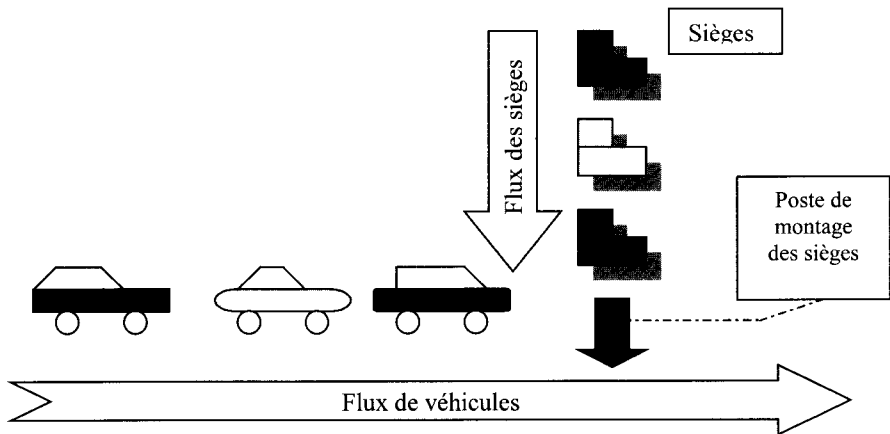 Sièges
Flux des sièges
Poste de
montage
des sièges
Flux de véhicules